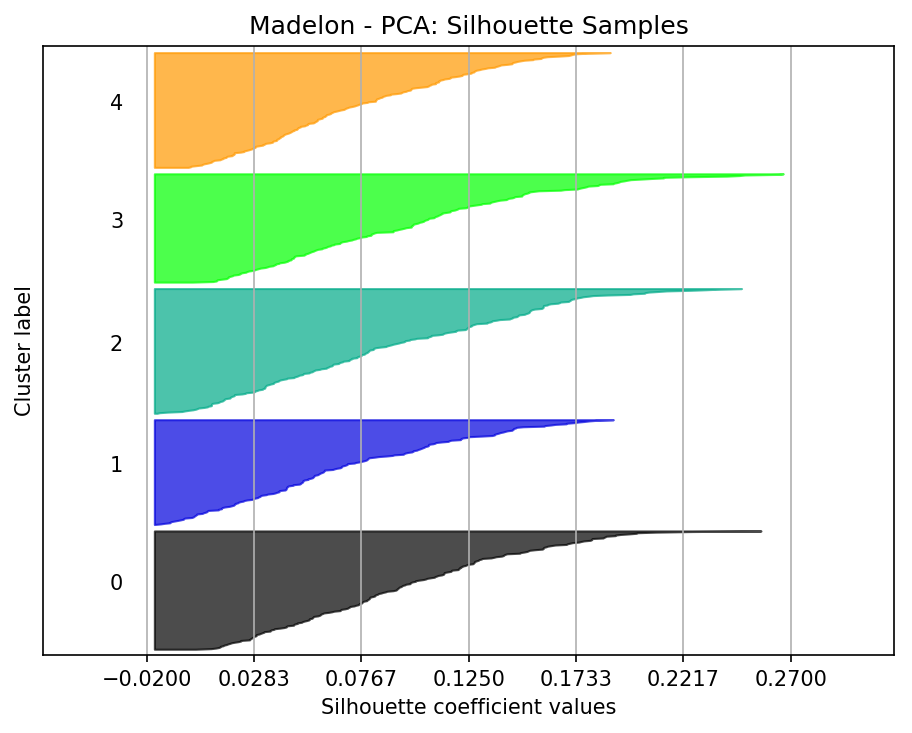 Madelon - PCA: Silhouette Samples
4
3
2
1
0
Cluster label
−0.0200 0.0283 0.0767 0.1250 0.1733 0.2217 0.2700
Silhouette coefficient values